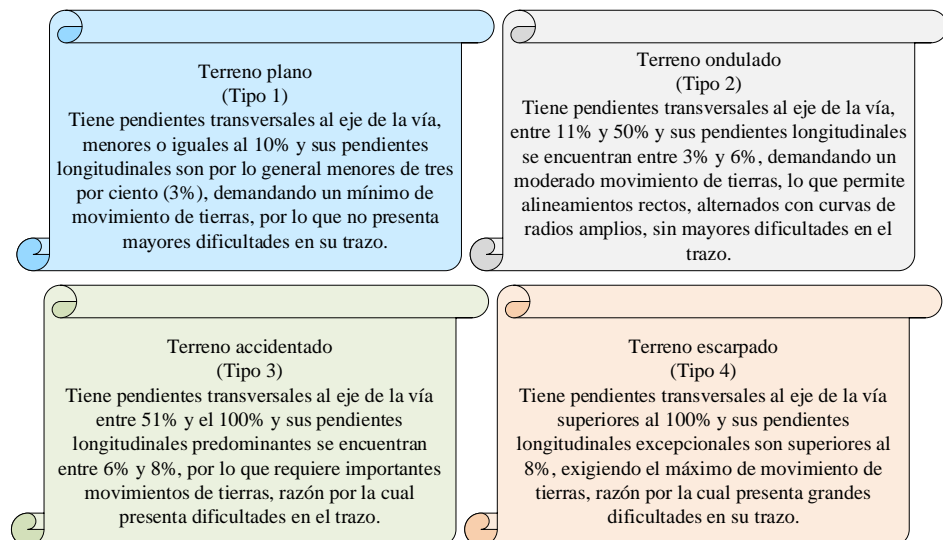 Terreno plano
(Tipo 1)
Tiene pendientes transversales al eje de la vía,
menores o iguales al 10% y sus pendientes
longitudinales son por lo general menores de tres
por ciento (3%), demandando un mínimo de
movimiento de tierras, por lo que no presenta
mayores dificultades en su trazo.
Terreno ondulado
(Tipo 2)
Tiene pendientes transversales al eje de la vía,
entre 11% y 50% y sus pendientes longitudinales
se encuentran entre 3% y 6%, demandando un
moderado movimiento de tierras, lo que permite
alineamientos rectos, alternados con curvas de
radios amplios, sin mayores dificultades en el
trazo.
Terreno accidentado
(Tipo 3)
Tiene pendientes transversales al eje de la vía
entre 51% y el 100% y sus pendientes
longitudinales predominantes se encuentran
entre 6% y 8%, por lo que requiere importantes
movimientos de tierras, razón por la cual
presenta dificultades en el trazo.
Terreno escarpado
(Tipo 4)
Tiene pendientes transversales al eje de la vía
superiores al 100% y sus pendientes
longitudinales excepcionales son superiores al
8%, exigiendo el máximo de movimiento de
tierras, razón por la cual presenta grandes
dificultades en su trazo.